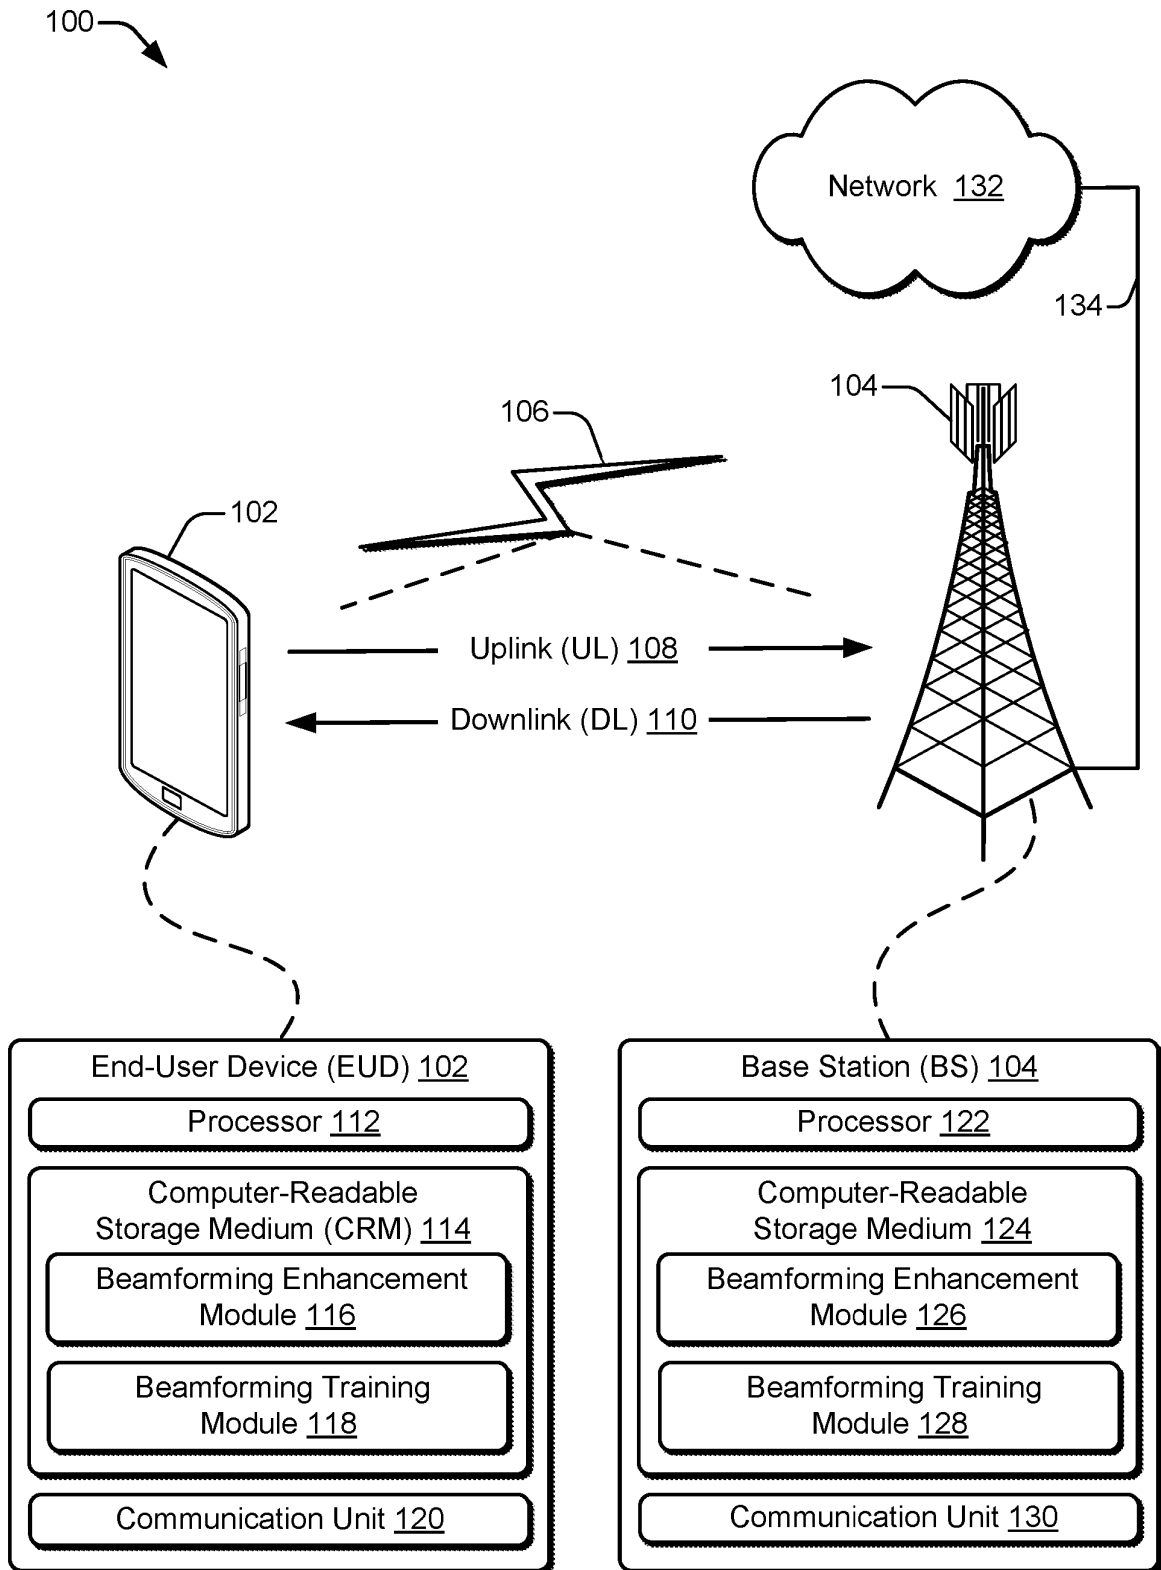 100
Network 132
134
104
106
102
Uplink (UL) 108
Downlink (DL) 110
End-User Device (EUD) 102
Processor 112
Computer-Readable
Storage Medium (CRM) 114
Beamforming Enhancement
Module 116
Beamforming Training
Module 118
Communication Unit 120
Base Station (BS) 104
Processor 122
Computer-Readable
Storage Medium 124
Beamforming Enhancement
Module 126
Beamforming Training
Module 128
Communication Unit 130